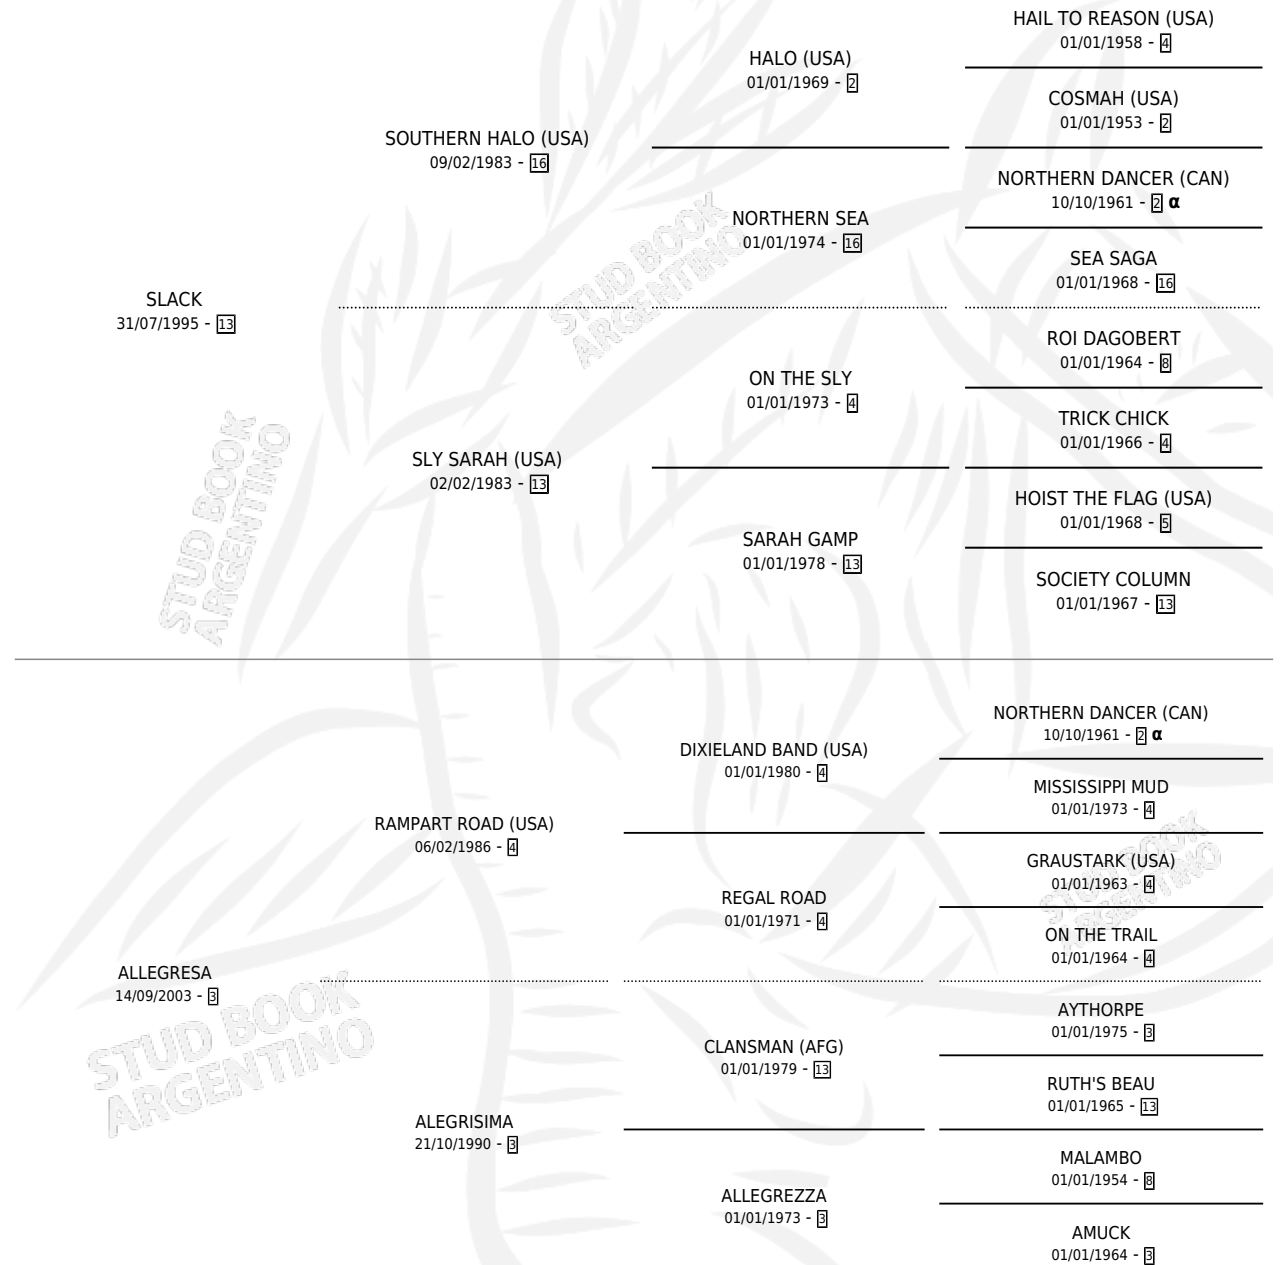 HAIL TO REASON (USA)
01/01/1958 - 4
HALO (USA)
01/01/1969 - 2
COSMAH (USA)
01/01/1953 - 2
SOUTHERN HALO (USA)
09/02/1983 - 16
NORTHERN DANCER (CAN)
10/10/1961 - 2 α
NORTHERN SEA
01/01/1974 - 16
SEA SAGA
01/01/1968 - 16
SLACK
31/07/1995 - 13
ROI DAGOBERT
01/01/1964 - 8
ON THE SLY
01/01/1973 - 4
TRICK CHICK
01/01/1966 - 4
SLY SARAH (USA)
02/02/1983 - 13
HOIST THE FLAG (USA)
01/01/1968 - 5
SARAH GAMP
01/01/1978 - 13
SOCIETY COLUMN
01/01/1967 - 13
NORTHERN DANCER (CAN)
10/10/1961 - 2 α
DIXIELAND BAND (USA)
01/01/1980 - 4
MISSISSIPPI MUD
01/01/1973 - 4
RAMPART ROAD (USA)
06/02/1986 - 4
GRAUSTARK (USA)
01/01/1963 - 4
REGAL ROAD
01/01/1971 - 4
ON THE TRAIL
01/01/1964 - 4
ALLEGRESA
14/09/2003 - 3
AYTHORPE
01/01/1975 - 3
CLANSMAN (AFG)
01/01/1979 - 13
RUTH'S BEAU
01/01/1965 - 13
ALEGRISIMA
21/10/1990 - 3
MALAMBO
01/01/1954 - 8
ALLEGREZZA
01/01/1973 - 3
AMUCK
01/01/1964 - 3
STUD BOOK
ARGENTINO
STUD BOOK
ARGENTINO
STUD BOOK
ARGENTINO
STUD BOOK
ARGENTINO